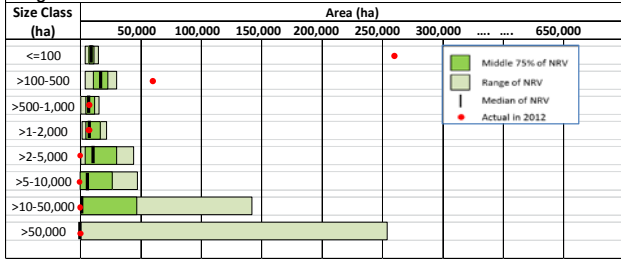 Size Class (ha)
Area (ha)
50,000 100,000 150,000 200,000 250,000 300,000 .... .... 650,000
<=100
>100-500
>500-1,000
>1-2,000
>2-5,000
>5-10,000
>10-50,000
>50,000
Middle 75% of NRV
Range of NRV
Median of NRV
Actual in 2012